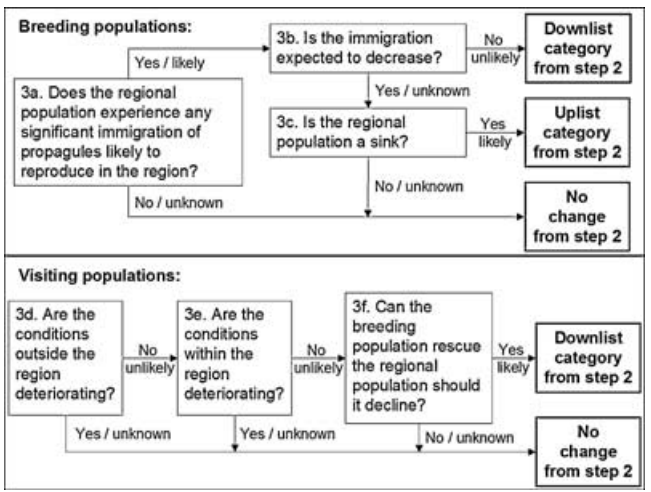 Breeding populations:
3a. Does the regional
population experience any
significant immigration of
propagules likely to
reproduce in the region?
Yes / likely
3b. Is the immigration
expected to decrease?
No
unlikely
Downlist
category
from step 2
Yes / unknown
3c. Is the regional
population a sink?
Yes
likely
Uplist
category
from step 2
No / unknown
No / unknown
No
change
from step 2
Visiting populations:
3d. Are the
conditions
outside the
region
deteriorating?
No
unlikely
3e. Are the
conditions
within the
region
deteriorating?
No
unlikely
3f. Can the
breeding
population rescue
the regional
population should
it decline?
Yes
likely
Downlist
category
from step 2
Yes / unknown
Yes / unknown
No / unknown
No
change
from step 2